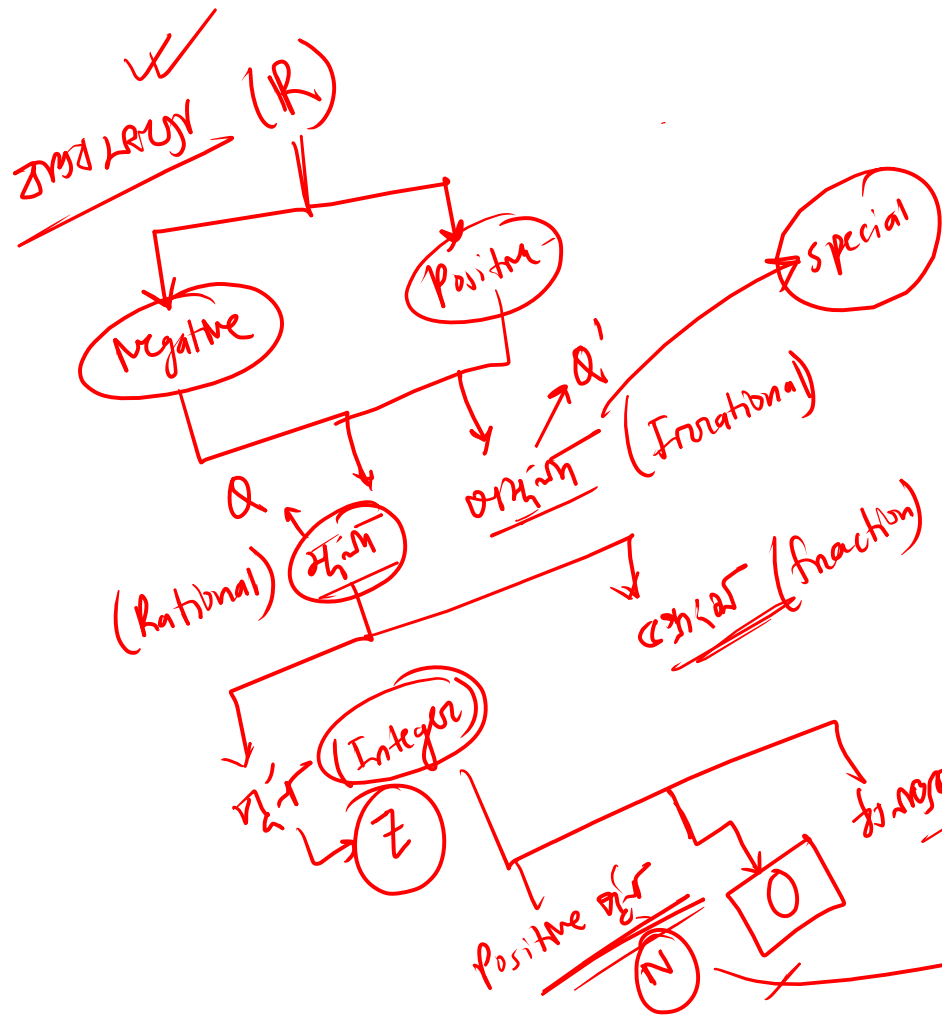 বাস্তব সংখ্যা (R)
Negative
Positive
special
Q'
(Irrational)
অমূলদ
Q
মূলদ
(Rational)
ভগ্নাংশ (fraction)
(Integer)
পূর্ণ
Z
Positive পূর্ণ
0
N